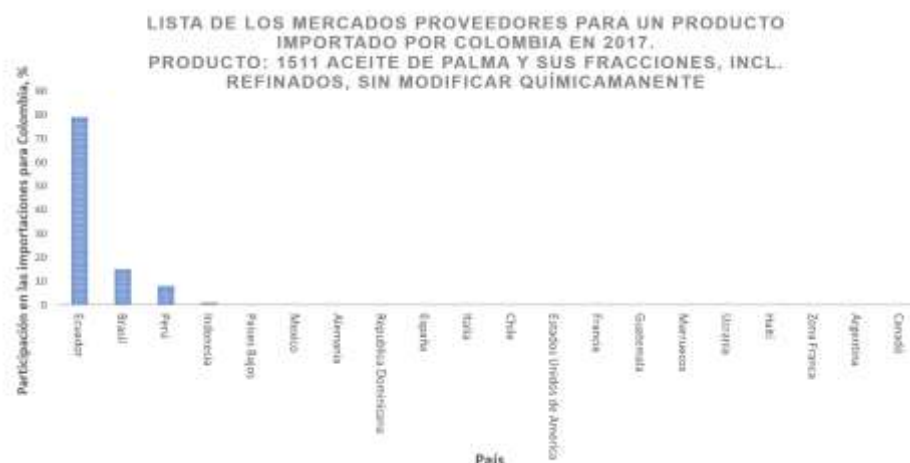 LISTA DE LOS MERCADOS PROVEEDORES PARA UN PRODUCTO
IMPORTADO POR COLOMBIA EN 2017.
PRODUCTO: 1511 ACEITE DE PALMA Y SUS FRACCIONES, INCL.
REFINADOS, SIN MODIFICAR QUÍMICAMANENTE
Participación en las importaciones para Colombia, %
90
80
70
60
50
40
30
20
10
0
Ecuador
Brasil
Perú
Indonesia
Países Bajos
Mexico
Alemania
República Dominicana
España
Italia
Chile
Estados Unidos de América
Francia
Guatemala
Marruecos
Ucrania
Haití
Zona Franca
Argentina
Canadá
País